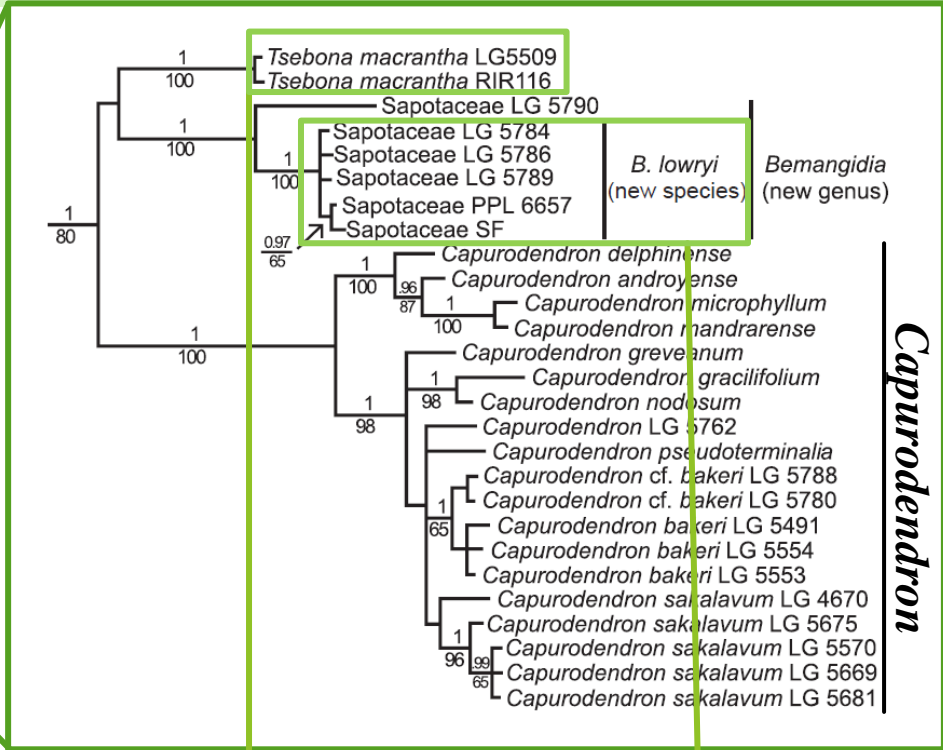 1
100
Tsebona macrantha LG5509
Tsebona macrantha RIR116
1
100
Sapotaceae LG 5790
1
100
Sapotaceae LG 5784
Sapotaceae LG 5786
Sapotaceae LG 5789
Sapotaceae PPL 6657
Sapotaceae SF
0.97
65
B. lowryi
(new species)
Bemangidia
(new genus)
1
80
1
100
1
100
Capurodendron delphinense
.96
87
Capurodendron androyense
1
100
Capurodendron microphyllum
Capurodendron mandrarense
1
98
Capurodendron greveanum
1
98
Capurodendron gracilifolium
Capurodendron nodosum
Capurodendron LG 5762
Capurodendron pseudoterminalia
1
65
Capurodendron cf. bakeri LG 5788
Capurodendron cf. bakeri LG 5780
Capurodendron bakeri LG 5491
Capurodendron bakeri LG 5554
Capurodendron bakeri LG 5553
Capurodendron sakalavum LG 4670
1
96
Capurodendron sakalavum LG 5675
.99
65
Capurodendron sakalavum LG 5570
Capurodendron sakalavum LG 5669
Capurodendron sakalavum LG 5681
Capurodendron